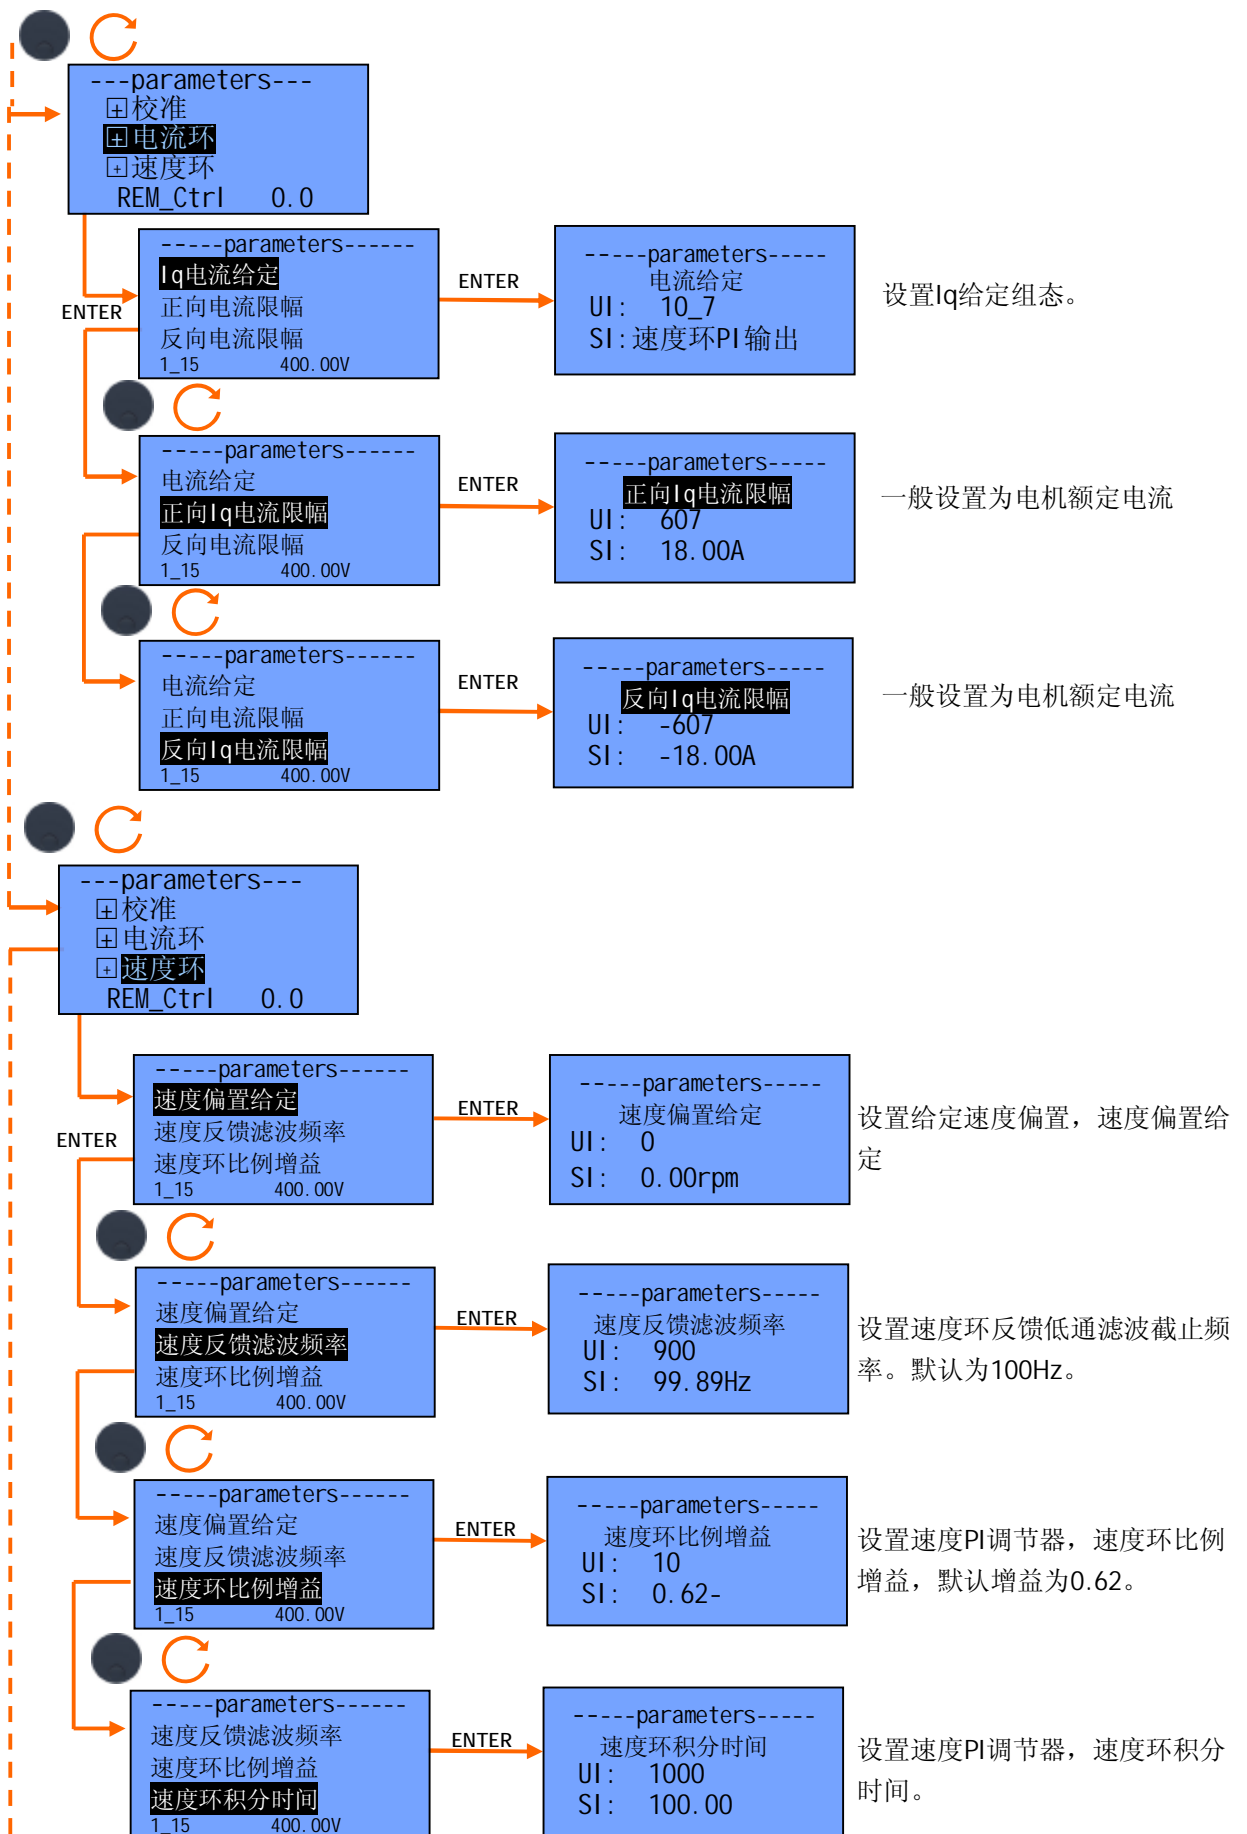 ---parameters---
+校准
+电流环
+速度环
REM_Ctrl 0.0
-----parameters------
Iq电流给定
正向电流限幅
反向电流限幅
1_15 400.00V
ENTER
ENTER
-----parameters-----
电流给定
UI: 10_7
SI:速度环PI输出
设置Iq给定组态。
-----parameters------
电流给定
正向Iq电流限幅
反向电流限幅
1_15 400.00V
ENTER
-----parameters-----
正向Iq电流限幅
UI: 607
SI: 18.00A
一般设置为电机额定电流
-----parameters------
电流给定
正向电流限幅
反向Iq电流限幅
1_15 400.00V
ENTER
-----parameters-----
反向Iq电流限幅
UI: -607
SI: -18.00A
一般设置为电机额定电流
---parameters---
+校准
+电流环
+速度环
REM_Ctrl 0.0
-----parameters------
速度偏置给定
速度反馈滤波频率
速度环比例增益
1_15 400.00V
ENTER
ENTER
-----parameters-----
速度偏置给定
UI: 0
SI: 0.00rpm
设置给定速度偏置，速度偏置给
定
-----parameters------
速度偏置给定
速度反馈滤波频率
速度环比例增益
1_15 400.00V
ENTER
-----parameters-----
速度反馈滤波频率
UI: 900
SI: 99.89Hz
设置速度环反馈低通滤波截止频
率。默认为100Hz。
-----parameters------
速度偏置给定
速度反馈滤波频率
速度环比例增益
1_15 400.00V
ENTER
-----parameters-----
速度环比例增益
UI: 10
SI: 0.62-
设置速度PI调节器，速度环比例
增益，默认增益为0.62。
-----parameters------
速度反馈滤波频率
速度环比例增益
速度环积分时间
1_15 400.00V
ENTER
-----parameters-----
速度环积分时间
UI: 1000
SI: 100.00
设置速度PI调节器，速度环积分
时间。